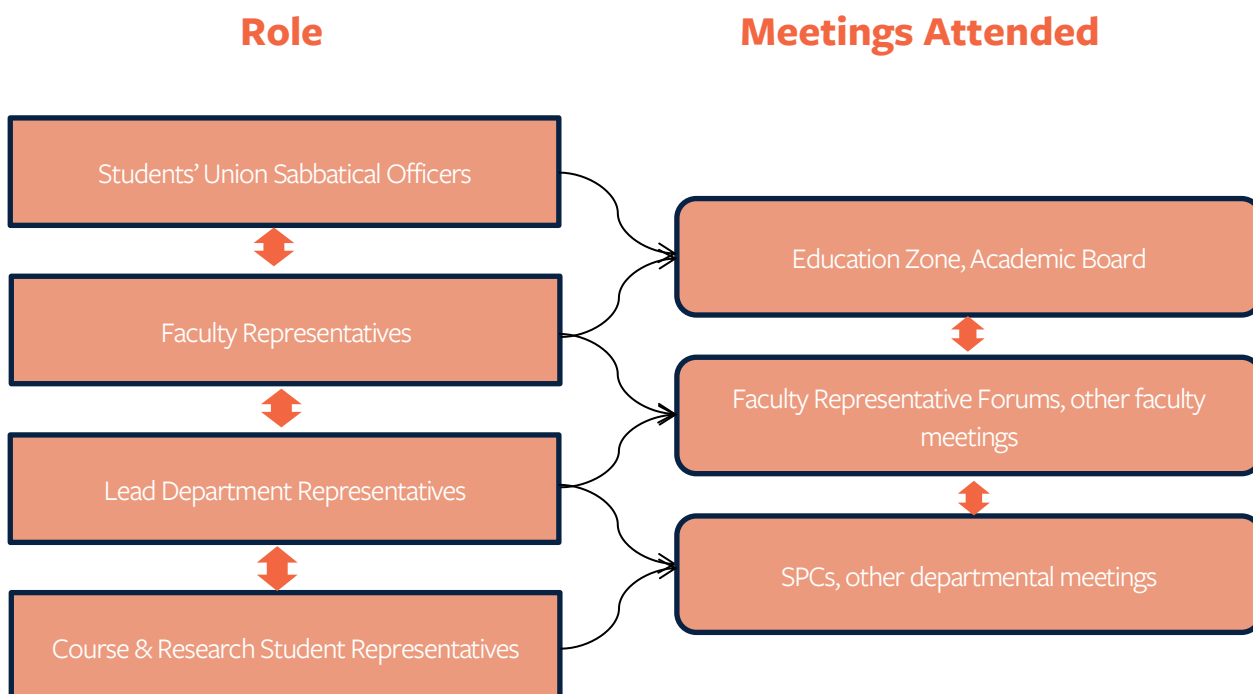 Role
Meetings Attended
Students’ Union Sabbatical Officers
Education Zone, Academic Board
Faculty Representatives
Faculty Representative Forums, other faculty
meetings
Lead Department Representatives
SPCs, other departmental meetings
Course & Research Student Representatives